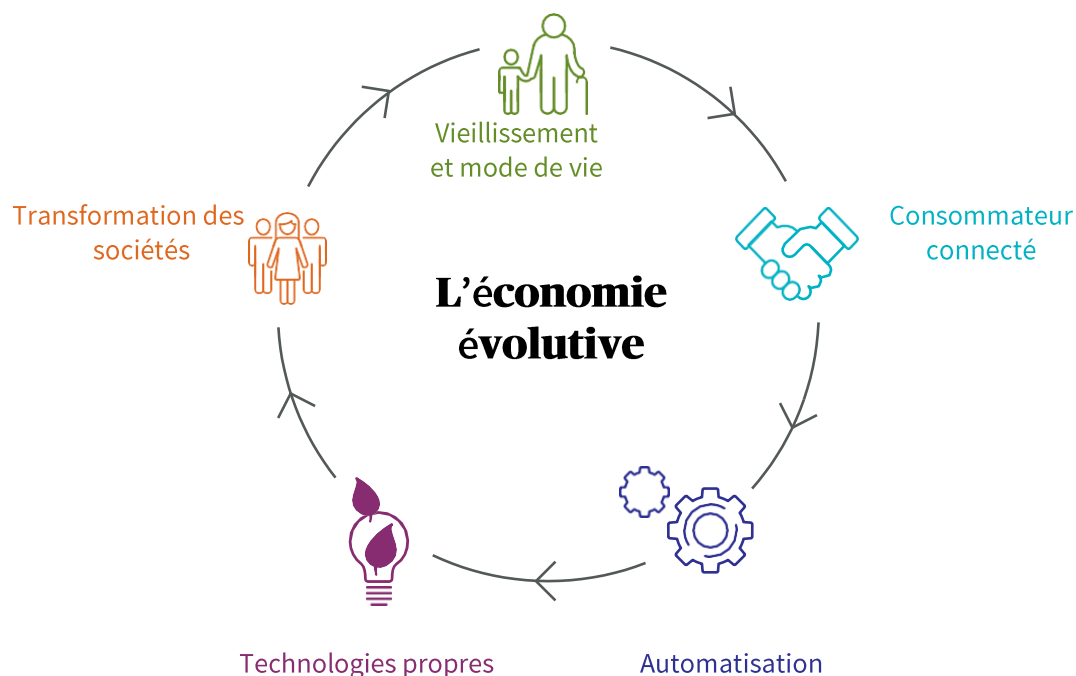 Vieillissement
et mode de vie
Transformation des
sociétés
Consommateur
connecté
L’économie
évolutive
Technologies propres
Automatisation